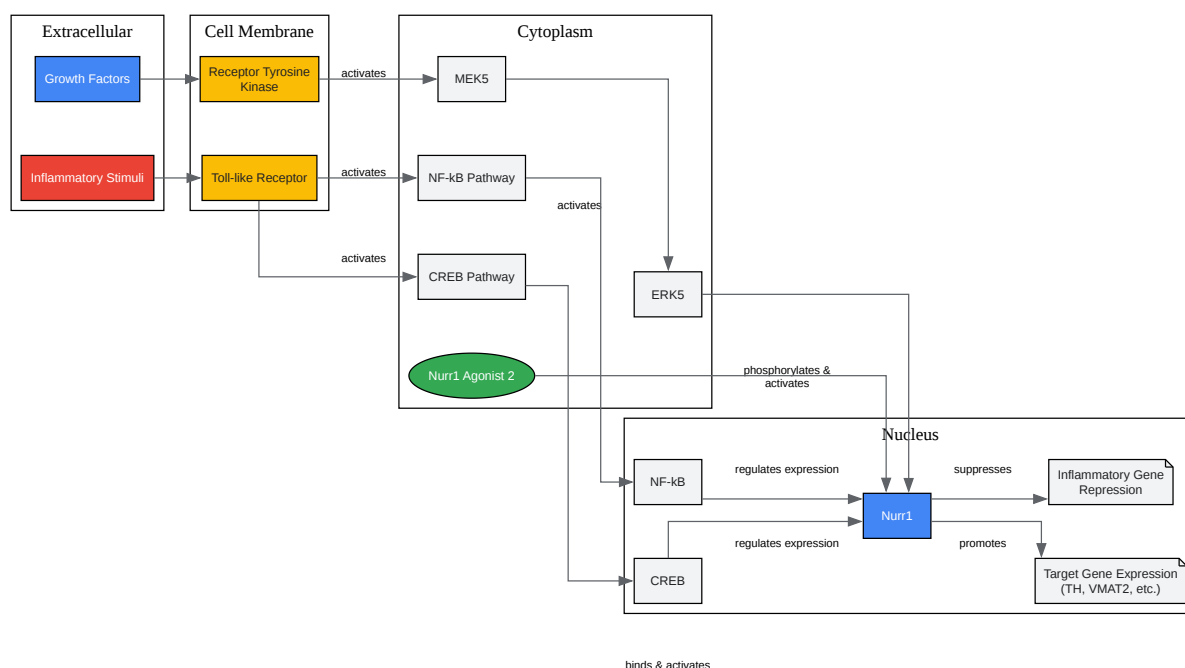 Extracellular
Cell Membrane
Cytoplasm
Growth Factors
Receptor Tyrosine
Kinase
activates
MEK5
Inflammatory Stimuli
Toll-like Receptor
activates
NF-kB Pathway
activates
activates
CREB Pathway
ERK5
Nurr1 Agonist 2
phosphorylates &
activates
Nucleus
NF-kB
regulates expression
suppresses
Inflammatory Gene
Repression
Nurr1
regulates expression
promotes
CREB
Target Gene Expression
(TH, VMAT2, etc.)
binds & activates